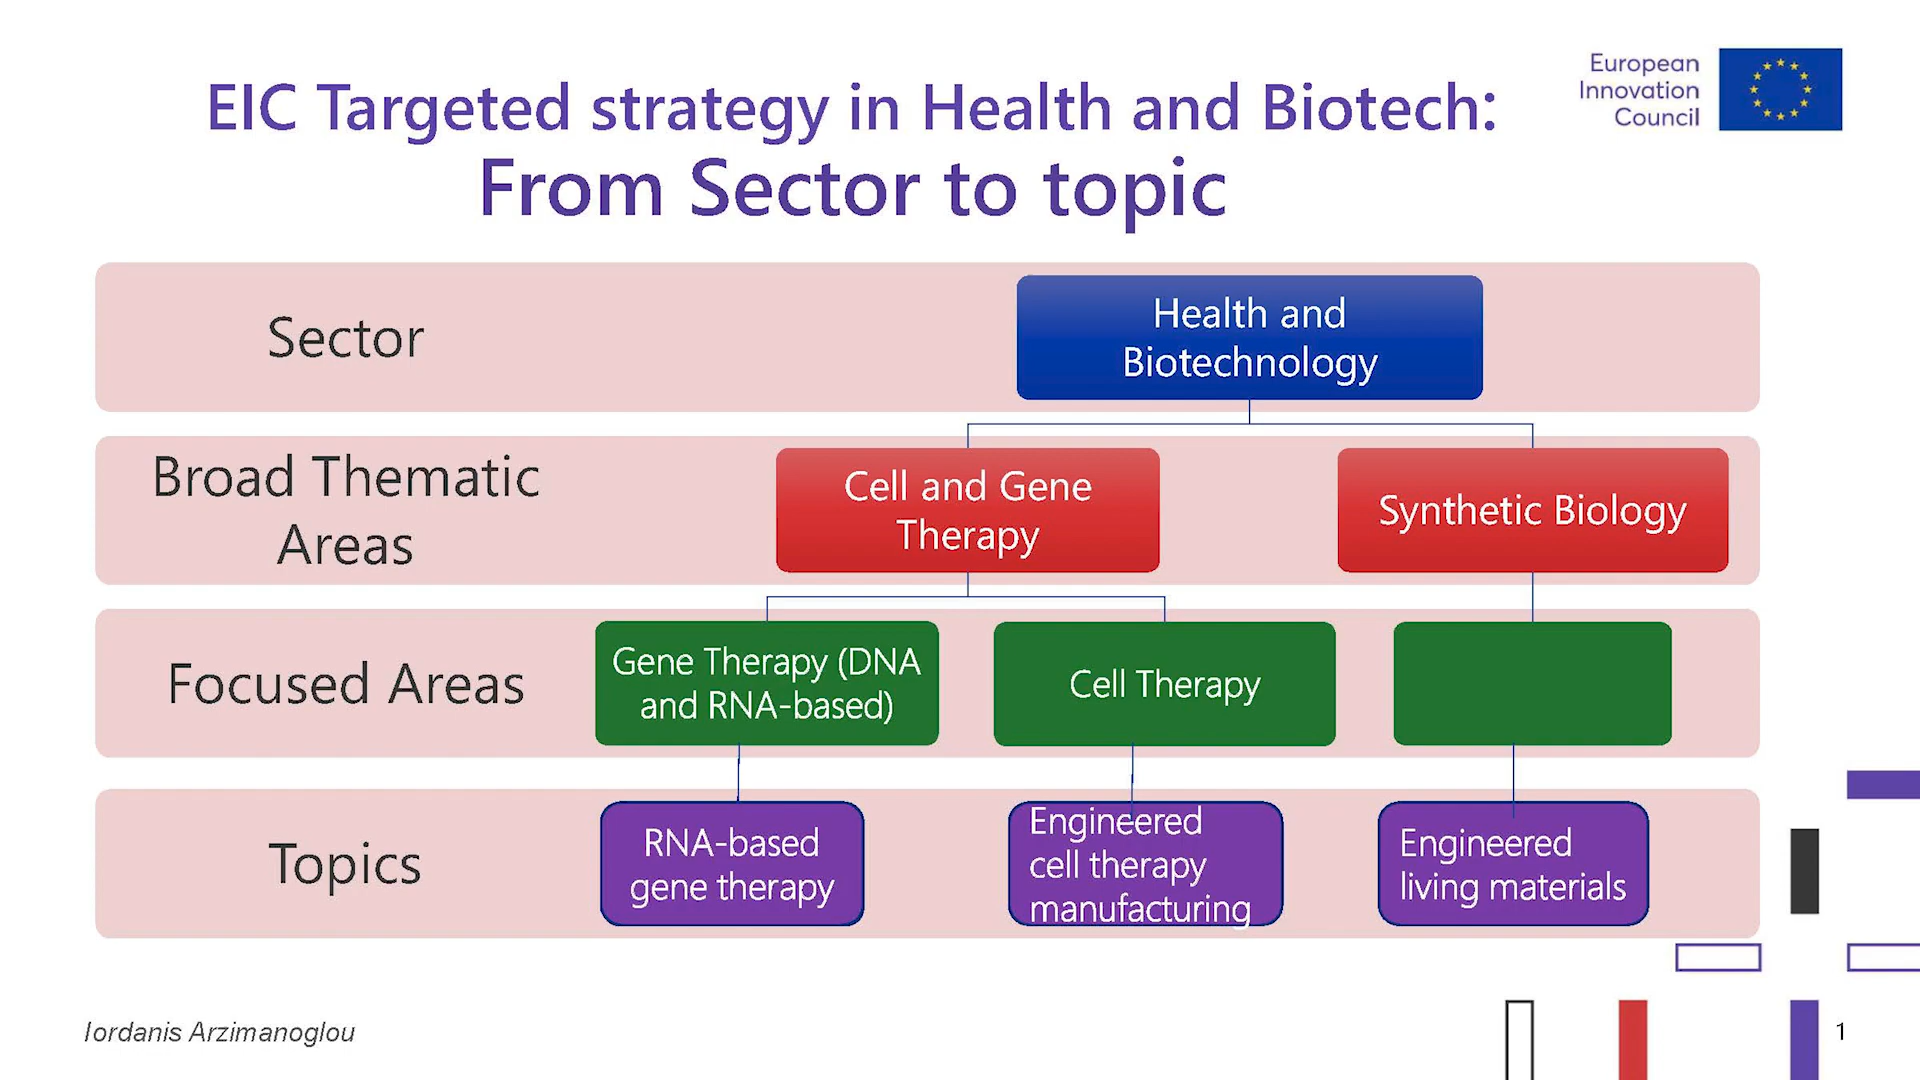 European
Innovation
Council
EIC Targeted strategy in Health and Biotech:
From Sector to topic
Sector
Health and
Biotechnology
Broad Thematic
Areas
Cell and Gene
Therapy
Synthetic Biology
Focused Areas
Gene Therapy (DNA
and RNA-based)
Cell Therapy
Topics
RNA-based
gene therapy
Engineered
cell therapy
manufacturing
Engineered
living materials
Iordanis Arzimanoglou
1